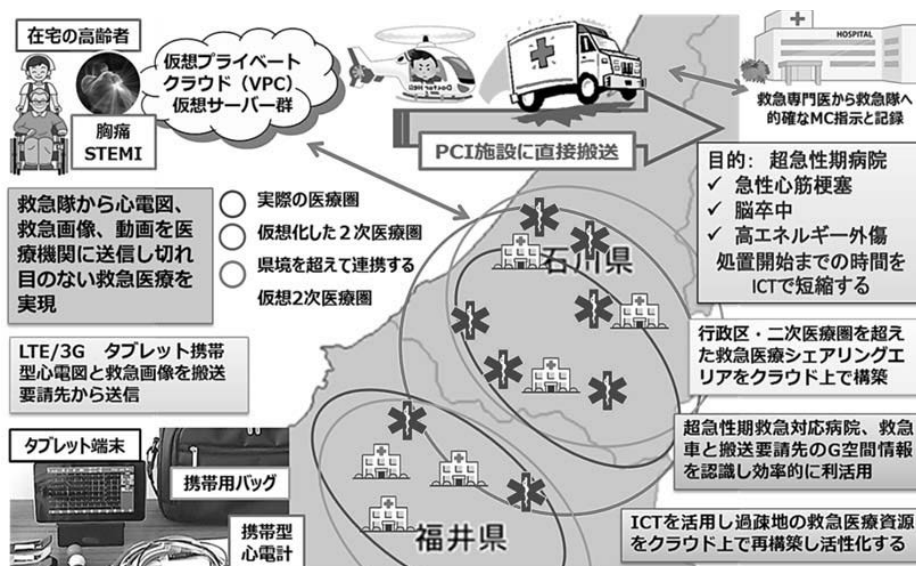 在宅の高齢者
胸痛
STEMI
仮想プライベート
クラウド（VPC）
仮想サーバー群
Doctor Heli
HOSPITAL
救急専門医から救急隊へ
的確なMC指示と記録
PCI施設に直接搬送
目的: 超急性期病院
✓ 急性心筋梗塞
✓ 脳卒中
✓ 高エネルギー外傷
処置開始までの時間を
ICTで短縮する
救急隊から心電図、
救急画像、動画を医
療機関に送信し切れ
目のない救急医療を
実現
実際の医療圏
仮想化した２次医療圏
県境を超えて連携する
仮想2次医療圏
石川県
LTE/3G タブレット携帯
型心電図と救急画像を搬送
要請先から送信
行政区・二次医療圏を超え
た救急医療シェアリングエ
リアをクラウド上で構築
超急性期救急対応病院、救急
車と搬送要請先のG空間情報
を認識し効率的に利活用
タブレット端末
携帯用バッグ
携帯型
心電計
福井県
ICTを活用し過疎地の救急医療資源
をクラウド上で再構築し活性化する